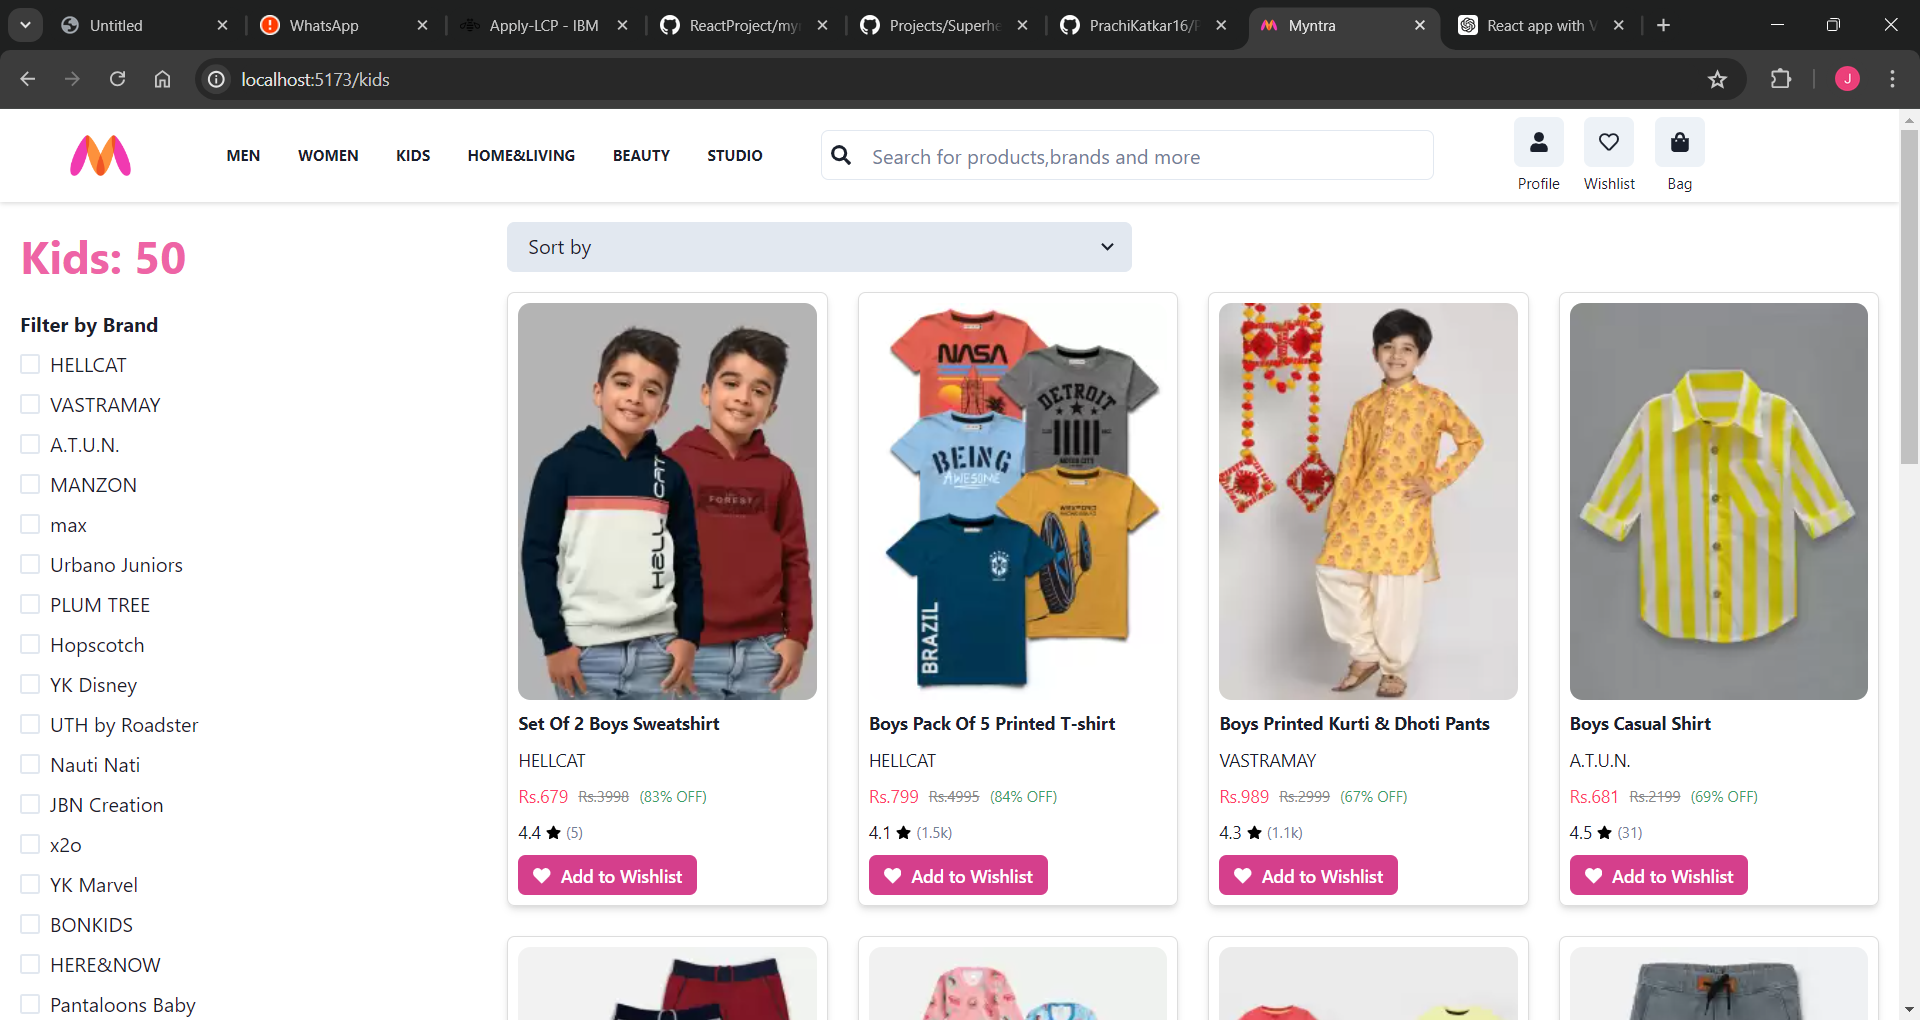 Untitled
WhatsApp
Apply-LCP - IBM
ReactProject/my
Projects/Superhe
PrachiKatkar16/
Myntra
React app with
localhost:5173/kids
J
MEN
WOMEN
KIDS
HOME&LIVING
BEAUTY
STUDIO
Search for products,brands and more
Profile
Wishlist
Bag
Kids: 50
Sort by
Filter by Brand
HELLCAT
VASTRAMAY
A.T.U.N.
MANZON
max
Urbano Juniors
PLUM TREE
Hopscotch
YK Disney
UTH by Roadster
Nauti Nati
JBN Creation
x2o
YK Marvel
BONKIDS
HERE&NOW
Pantaloons Baby
HELLCAT
FOREST
Set Of 2 Boys Sweatshirt
HELLCAT
Rs.679 Rs.3998 (83% OFF)
4.4 (5)
Add to Wishlist
NASA
DETROIT
BEING
AWESOME
BRAZIL
Boys Pack Of 5 Printed T-shirt
HELLCAT
Rs.799 Rs.4995 (84% OFF)
4.1 (1.5k)
Add to Wishlist
Boys Printed Kurti & Dhoti Pants
VASTRAMAY
Rs.989 Rs.2999 (67% OFF)
4.3 (1.1k)
Add to Wishlist
Boys Casual Shirt
A.T.U.N.
Rs.681 Rs.2199 (69% OFF)
4.5 (31)
Add to Wishlist